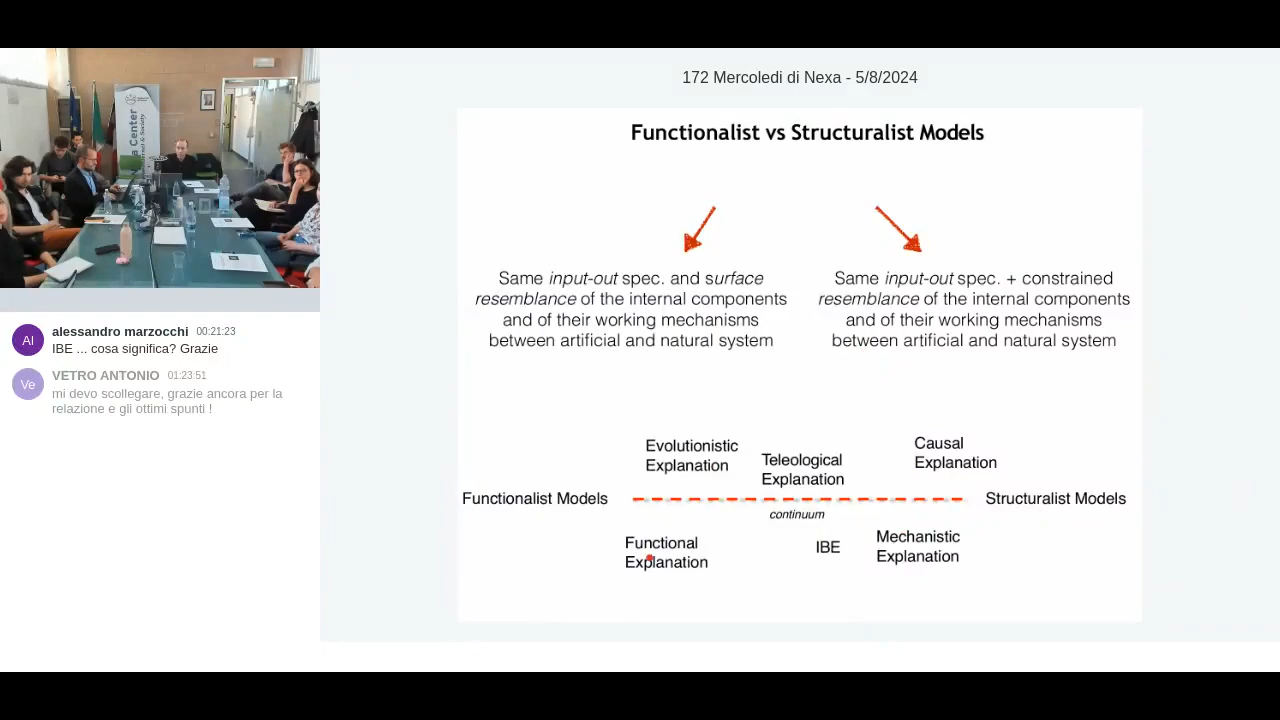 172 Mercoledi di Nexa - 5/8/2024
a Center
alessandro marzocchi 00:21:23
Al
IBE ... cosa significa? Grazie
VETRO ANTONIO 01:23:51
Ve
mi devo scollegare, grazie ancora per la
relazione e gli ottimi spunti !
Functionalist vs Structuralist Models
Same input-out spec. and surface
resemblance of the internal components
and of their working mechanisms
between artificial and natural system
Same input-out spec. + constrained
resemblance of the internal components
and of their working mechanisms
between artificial and natural system
Evolutionistic
Explanation
Teleological
Explanation
Causal
Explanation
Functionalist Models
Structuralist Models
continuum
Functional
Explanation
IBE
Mechanistic
Explanation